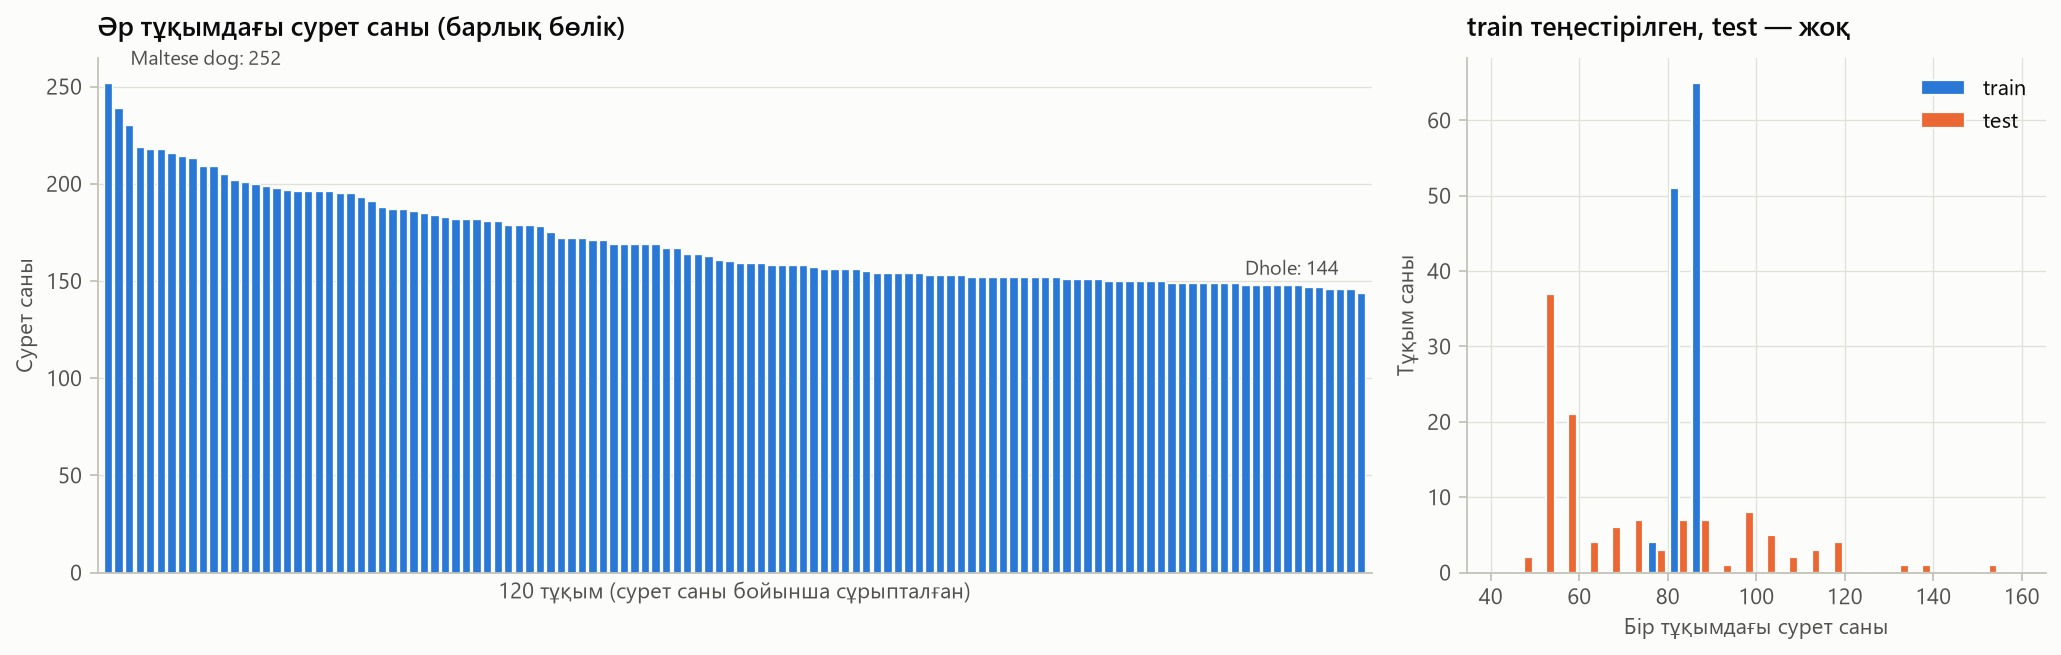 Әр тұқымдағы сурет саны (барлық бөлік)
Maltese dog: 252
250
200
150
100
50
0
Сурет саны
Dhole: 144
120 тұқым (сурет саны бойынша сұрыпталған)
train теңестірілген, test — жоқ
train
test
60
50
40
30
20
10
0
Тұқым саны
40 60 80 100 120 140 160
Бір тұқымдағы сурет саны